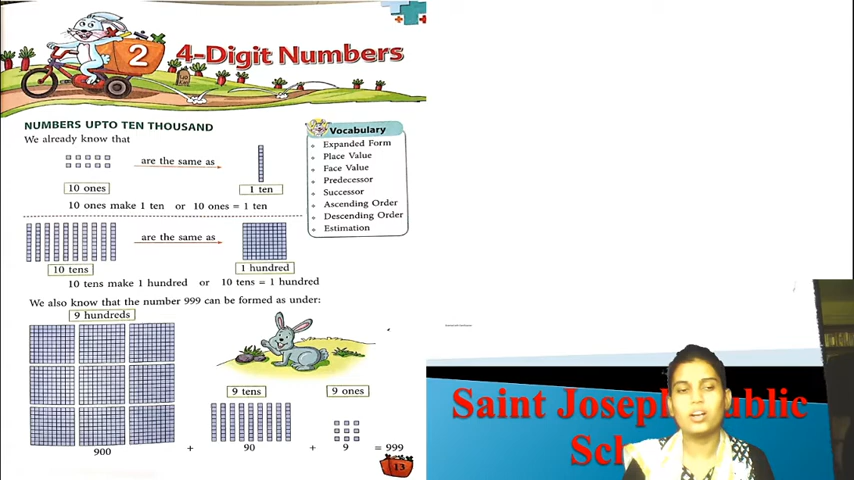 2
4-Digit Numbers
NUMBERS UPTO TEN THOUSAND
We already know that
are the same as
10 ones
1 ten
10 ones make 1 ten or 10 ones = 1 ten
Vocabulary
Expanded Form
Place Value
Face Value
Predecessor
Successor
Ascending Order
Descending Order
Estimation
are the same as
10 tens
1 hundred
10 tens make 1 hundred or 10 tens = 1 hundred
We also know that the number 999 can be formed as under:
9 hundreds
9 tens
9 ones
900 + 90 + 9 = 999
13
Saint Joseph Public